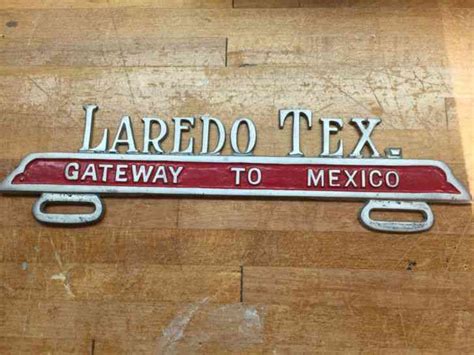 LAREDO TEX.
GATEWAY TO MEXICO